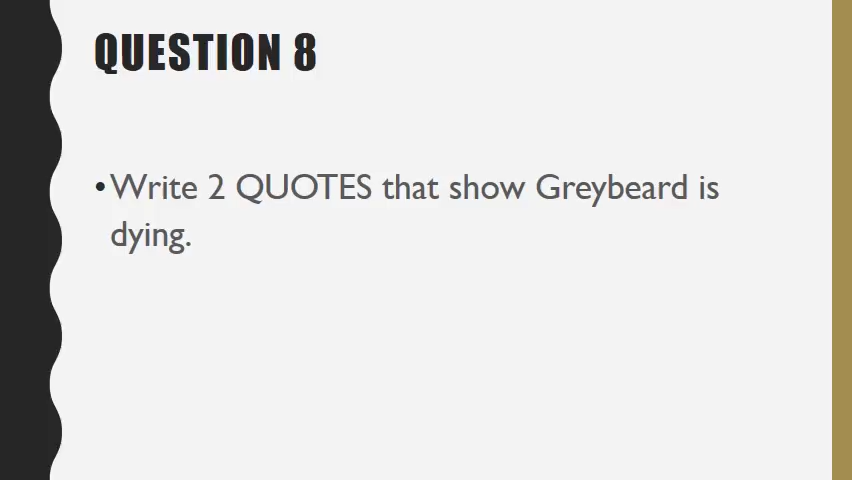 QUESTION 8
•Write 2 QUOTES that show Greybeard is
dying.